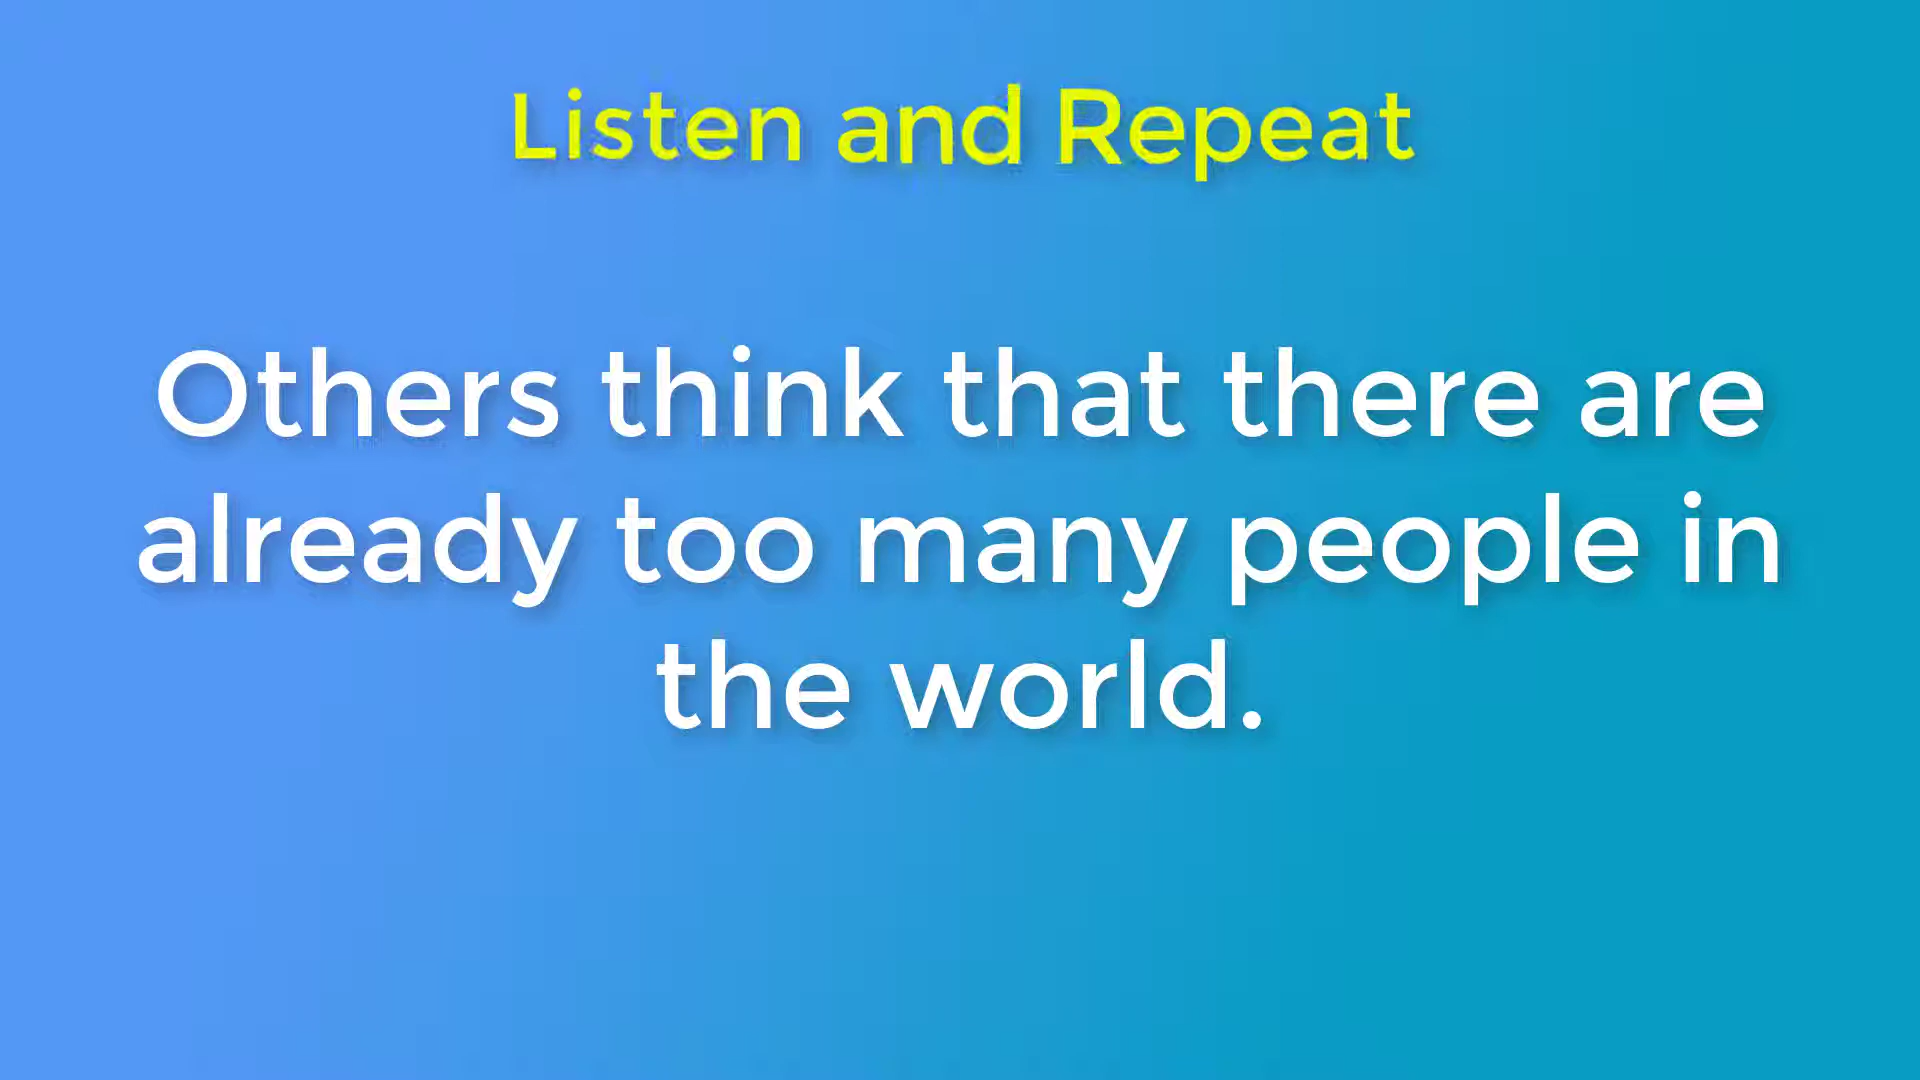 Listen and Repeat
Others think that there are
already too many people in
the world.